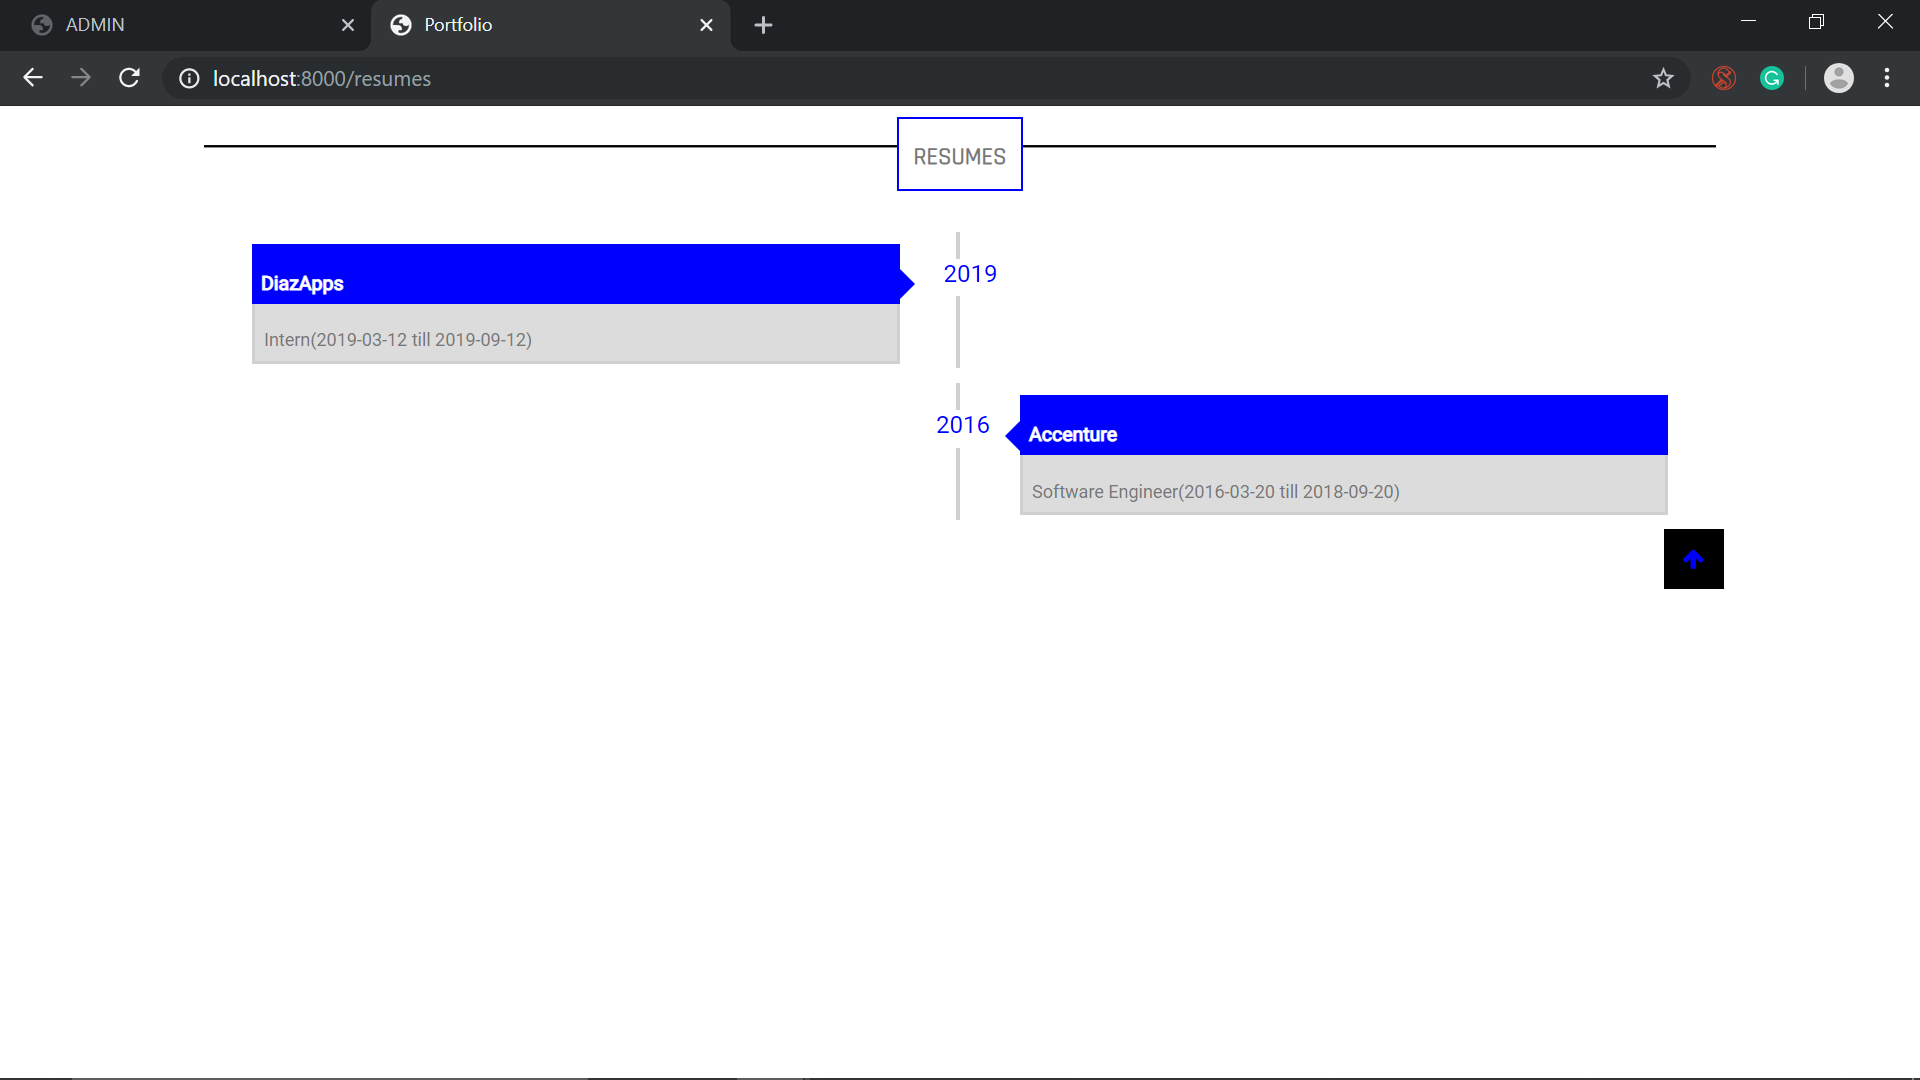 ADMIN
Portfolio
localhost:8000/resumes
RESUMES
DiazApps
2019
Intern(2019-03-12 till 2019-09-12)
2016
Accenture
Software Engineer(2016-03-20 till 2018-09-20)